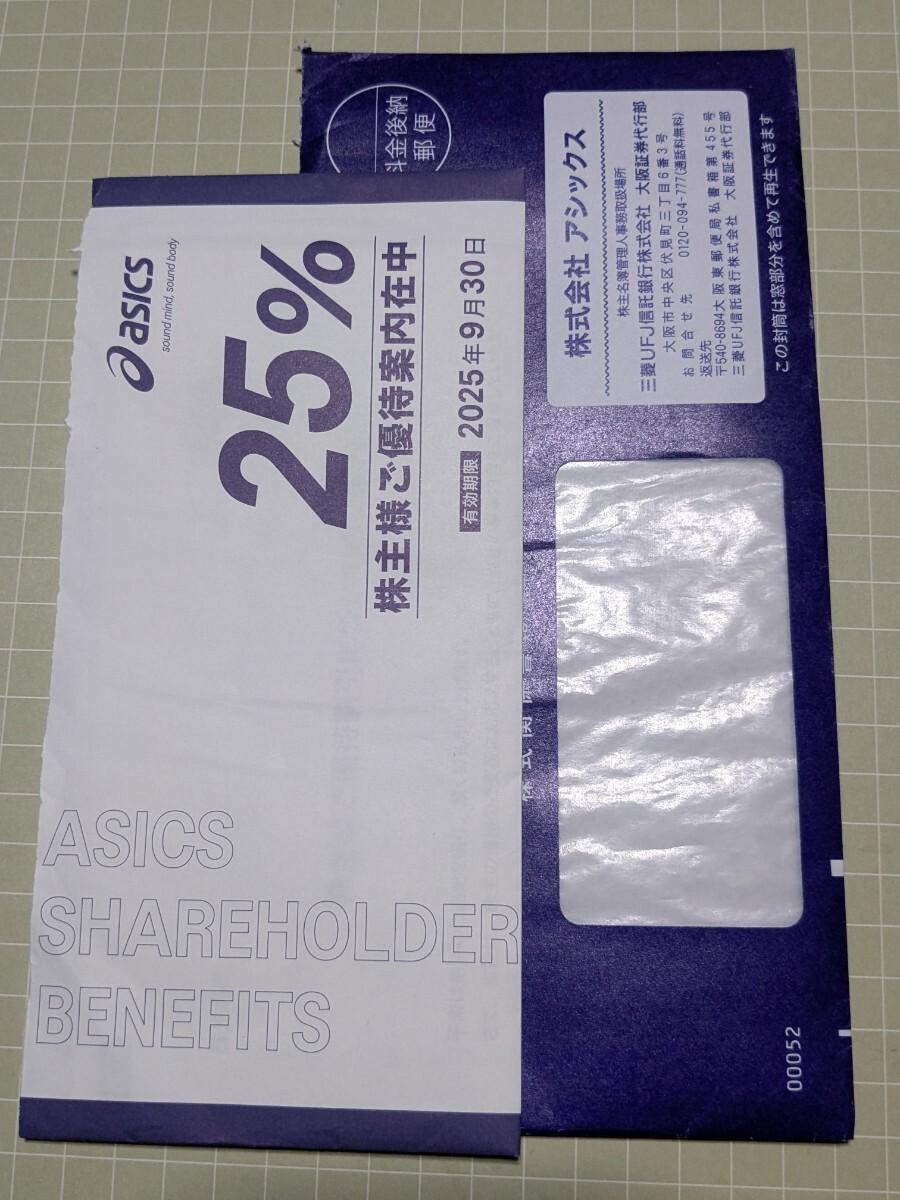 asics
sound mind, sound body
25%
株主様ご優待案内在中
有効期限 2025年9月30日
ASICS
SHAREHOLDER
BENEFITS
料金後納
郵便
株式会社 アシックス
株主名簿管理人事務取扱場所
三菱UFJ信託銀行株式会社 大阪証券代行部
大阪市中央区伏見町三丁目6番3号
お問合せ先 0120-094-777(通話料無料)
返送先
〒540-8694大阪東郵便局私書箱第455号
三菱UFJ信託銀行株式会社 大阪証券代行部
この封筒は窓部分を含めて再生できます
00052